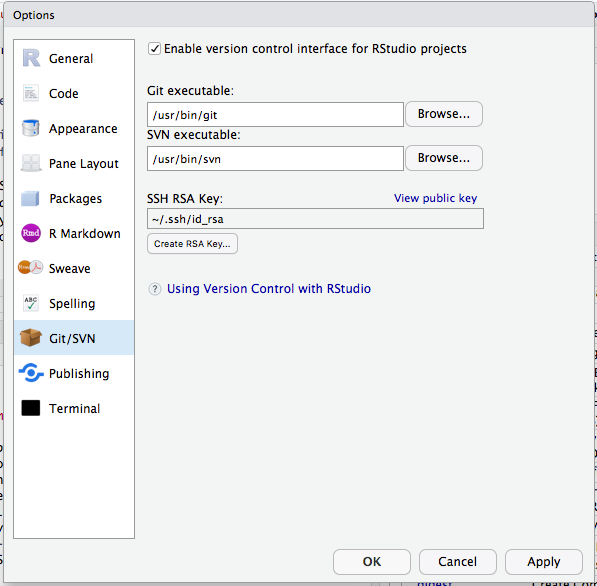 Options
General
Code
Appearance
Pane Layout
Packages
Rmd R Markdown
Sweave
ABC Spelling
Git/SVN
Publishing
Terminal
Enable version control interface for RStudio projects
Git executable:
/usr/bin/git Browse...
SVN executable:
/usr/bin/svn Browse...
SSH RSA Key: View public key
~/.ssh/id_rsa
Create RSA Key...
? Using Version Control with RStudio
OK Cancel Apply